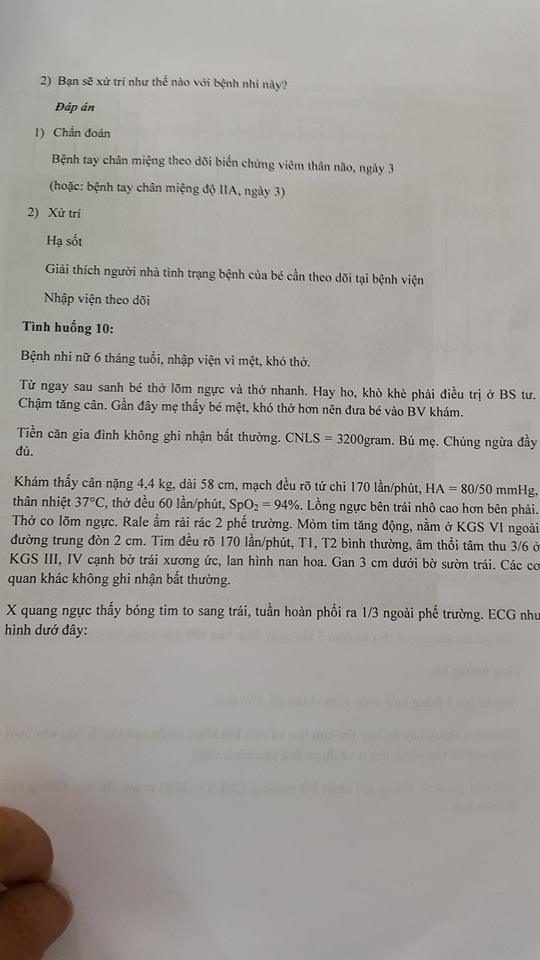 2) Bạn sẽ xử trí như thế nào với bệnh nhi này?
Đáp án
1) Chẩn đoán
Bệnh tay chân miệng theo dõi biến chứng viêm thân não, ngày 3
(hoặc: bệnh tay chân miệng độ IIA, ngày 3)
2) Xử trí
Hạ sốt
Giải thích người nhà tình trạng bệnh của bé cần theo dõi tại bệnh viện
Nhập viện theo dõi
Tình huống 10:
Bệnh nhi nữ 6 tháng tuổi, nhập viện vì mệt, khó thở.
Từ ngay sau sanh bé thở lõm ngực và thở nhanh. Hay ho, khò khè phải điều trị ở BS tư.
Chậm tăng cân. Gần đây mẹ thấy bé mệt, khó thở hơn nên đưa bé vào BV khám.
Tiền căn gia đình không ghi nhận bất thường. CNLS = 3200gram. Bú mẹ. Chủng ngừa đầy
đủ.
Khám thấy cân nặng 4,4 kg, dài 58 cm, mạch đều rõ tứ chi 170 lần/phút, HA = 80/50 mmHg,
thân nhiệt 37°C, thở đều 60 lần/phút, SpO2 = 94%. Lồng ngực bên trái nhô cao hơn bên phải.
Thở co lõm ngực. Rale ẩm rải rác 2 phế trường. Mỏm tim tăng động, nằm ở KGS VI ngoài
đường trung đòn 2 cm. Tim đều rõ 170 lần/phút, T1, T2 bình thường, âm thổi tâm thu 3/6 ở
KGS III, IV cạnh bờ trái xương ức, lan hình nan hoa. Gan 3 cm dưới bờ sườn trái. Các cơ
quan khác không ghi nhận bất thường.
X quang ngực thấy bóng tim to sang trái, tuần hoàn phổi ra 1/3 ngoài phế trường. ECG như
hình dướ đây: